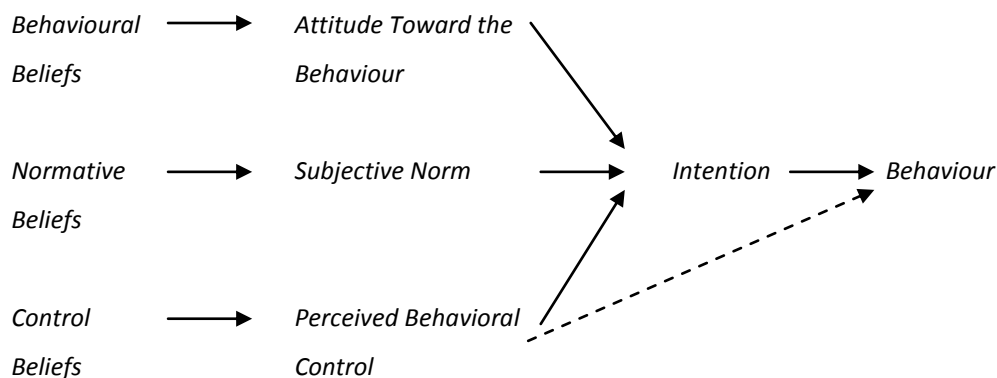 Behavioural
Beliefs
Attitude Toward the
Behaviour
Normative
Beliefs
Subjective Norm
Intention
Behaviour
Control
Beliefs
Perceived Behavioral
Control